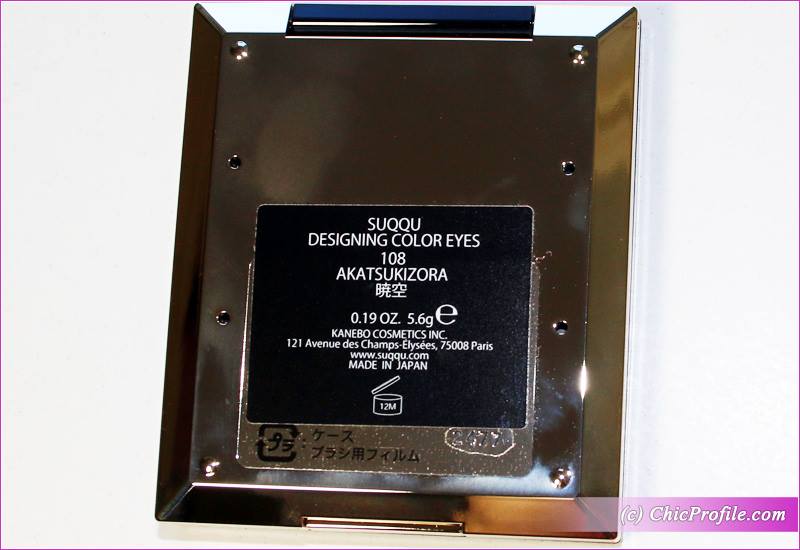 SUQQU
DESIGNING COLOR EYES
108
AKATSUKIZORA
暁空
0.19 OZ. 5.6g ℮
KANEBO COSMETICS INC.
121 Avenue des Champs-Elysées, 75008 Paris
www.suqqu.com
MADE IN JAPAN
12M
プラ : ケース
ブラシ用フィルム
(c) ChicProfile.com